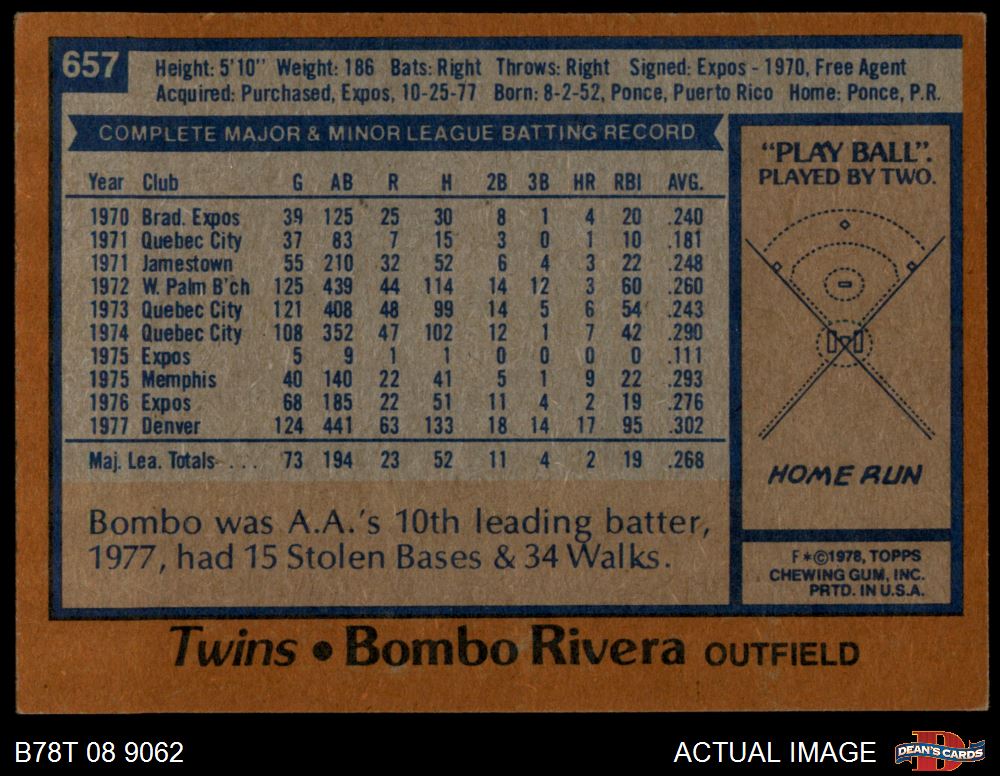 657
Height: 5'10" Weight: 186 Bats: Right Throws: Right Signed: Expos - 1970, Free Agent
Acquired: Purchased, Expos, 10-25-77 Born: 8-2-52, Ponce, Puerto Rico Home: Ponce, P.R.
COMPLETE MAJOR & MINOR LEAGUE BATTING RECORD
Year Club G AB R H 2B 3B HR RBI AVG.
1970 Brad. Expos 39 125 25 30 8 1 4 20 .240
1971 Quebec City 37 83 7 15 3 0 1 10 .181
1971 Jamestown 55 210 32 52 6 4 3 22 .248
1972 W. Palm B'ch 125 439 44 114 14 12 3 60 .260
1973 Quebec City 121 408 48 99 14 5 6 54 .243
1974 Quebec City 108 352 47 102 12 1 7 42 .290
1975 Expos 5 9 1 1 0 0 0 0 .111
1975 Memphis 40 140 22 41 5 1 9 22 .293
1976 Expos 68 185 22 51 11 4 2 19 .276
1977 Denver 124 441 63 133 18 14 17 95 .302
Maj. Lea. Totals . . . 73 194 23 52 11 4 2 19 .268
Bombo was A.A.'s 10th leading batter,
1977, had 15 Stolen Bases & 34 Walks.
"PLAY BALL".
PLAYED BY TWO.
HOME RUN
F*©1978, TOPPS
CHEWING GUM, INC.
PRTD. IN U.S.A.
Twins • Bombo Rivera OUTFIELD
B78T 08 9062
ACTUAL IMAGE
DEAN'S CARDS